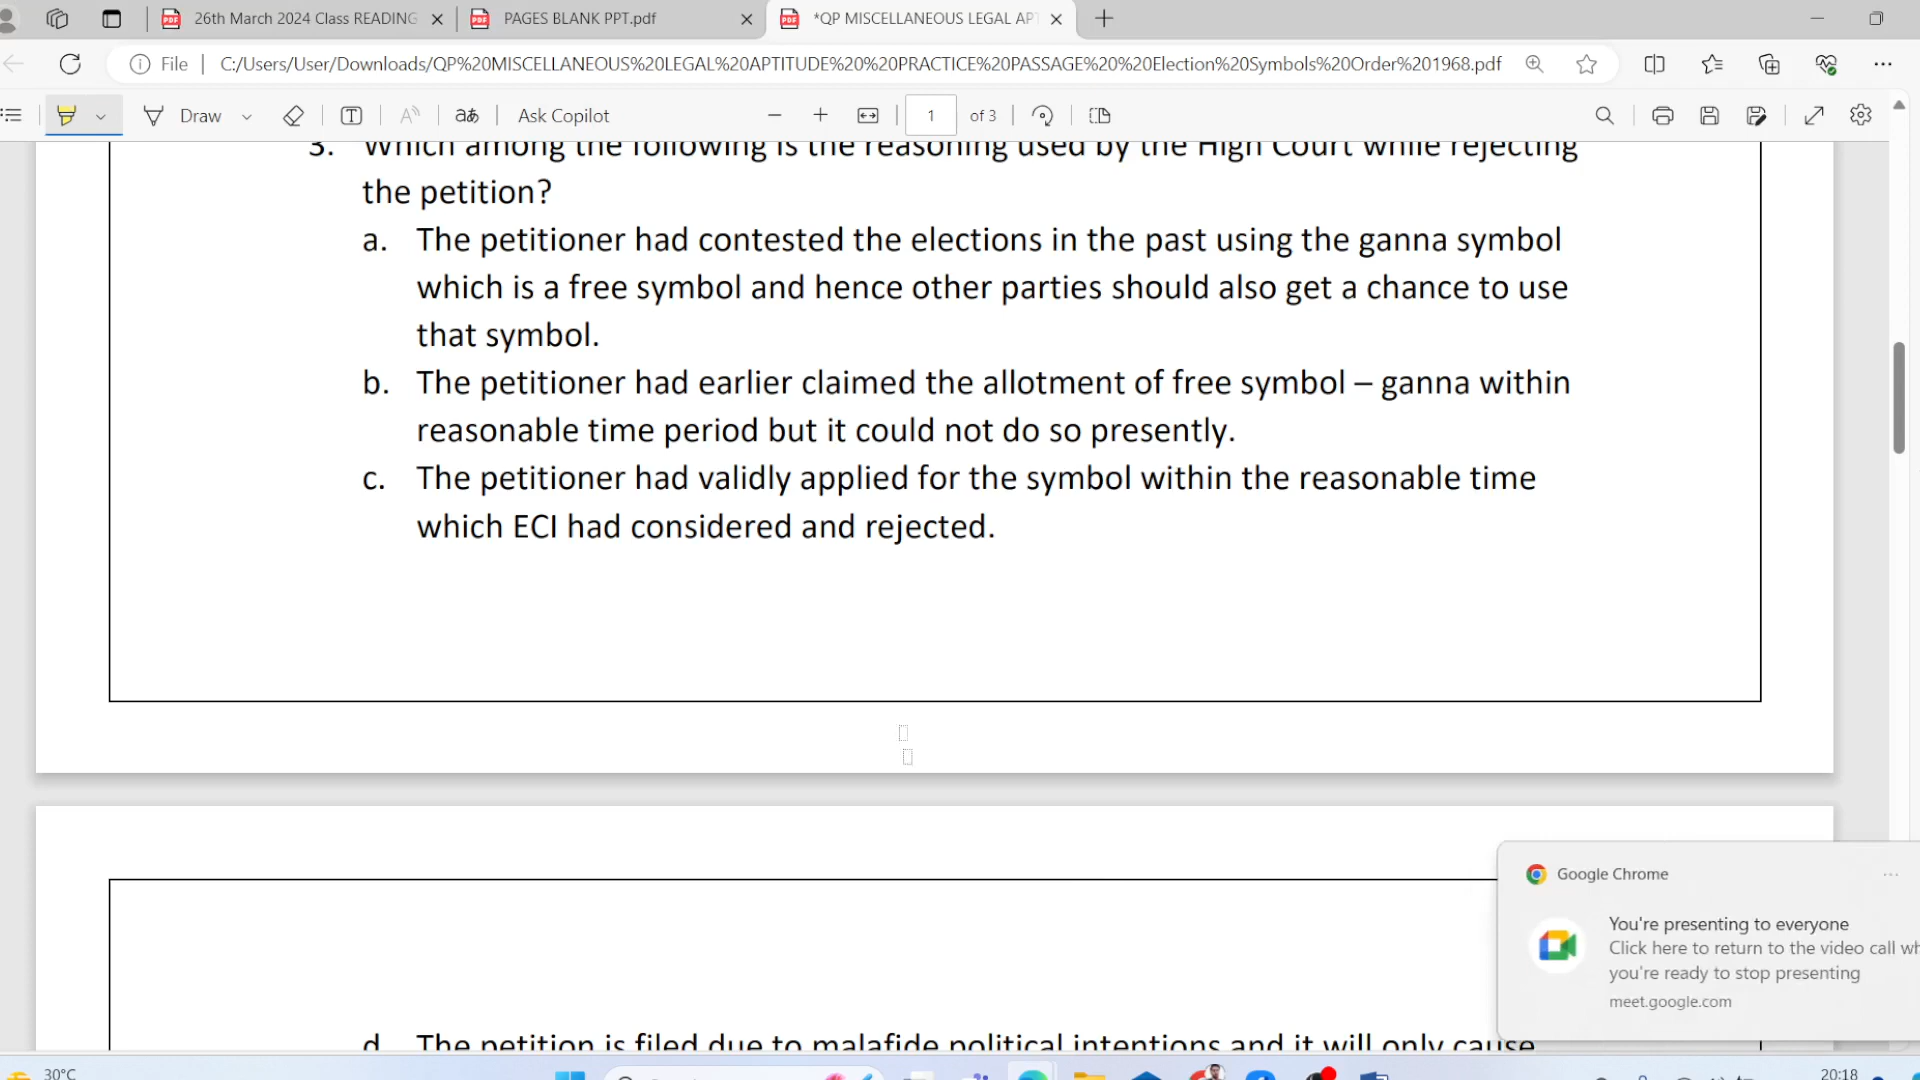 26th March 2024 Class READING
PAGES BLANK PPT.pdf
*QP MISCELLANEOUS LEGAL APT
File
C:/Users/User/Downloads/QP%20MISCELLANEOUS%20LEGAL%20APTITUDE%20%20PRACTICE%20PASSAGE%20%20Election%20Symbols%20Order%201968.pdf
Draw
Ask Copilot
1 of 3
3. Which among the following is the reasoning used by the High Court while rejecting
the petition?
a. The petitioner had contested the elections in the past using the ganna symbol
which is a free symbol and hence other parties should also get a chance to use
that symbol.
b. The petitioner had earlier claimed the allotment of free symbol – ganna within
reasonable time period but it could not do so presently.
c. The petitioner had validly applied for the symbol within the reasonable time
which ECI had considered and rejected.
Google Chrome
You're presenting to everyone
Click here to return to the video call wh
you're ready to stop presenting
meet.google.com
d. The petition is filed due to malafide political intentions and it will only cause
30°C
20:18